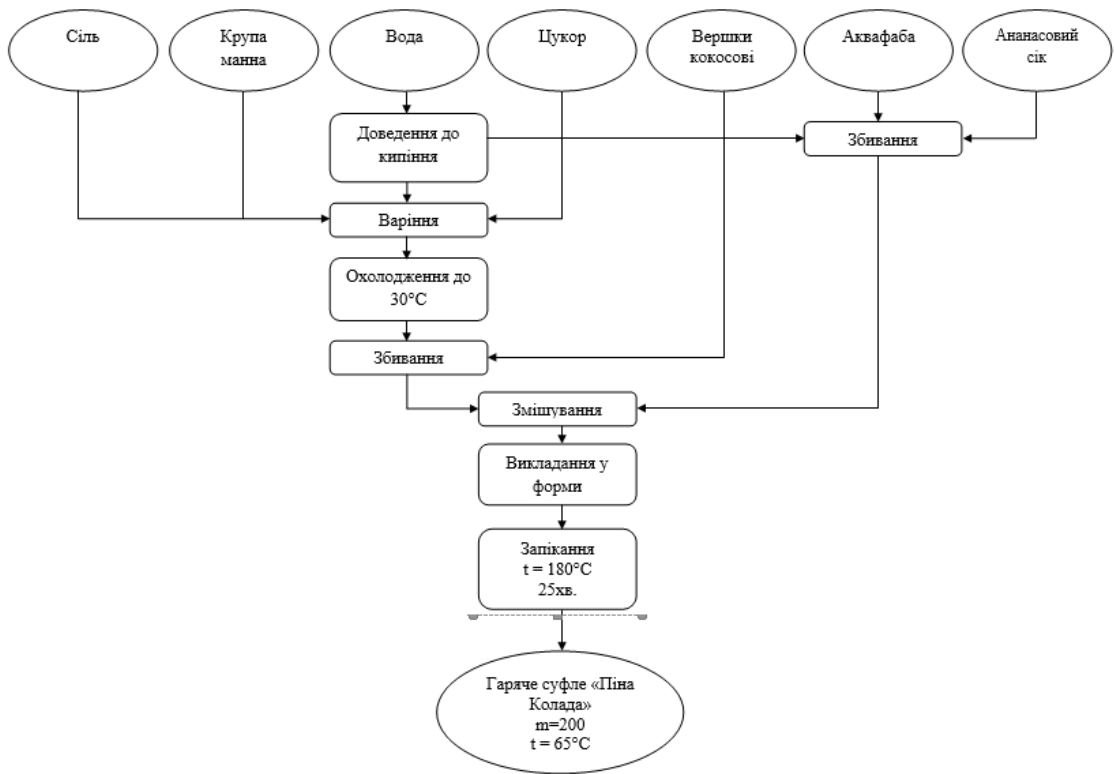 Сіль
Крупа
манна
Вода
Цукор
Вершки
кокосові
Аквафаба
Ананасовий
сік
Доведення до
кипіння
Збивання
Варіння
Охолодження до
30°C
Збивання
Змішування
Викладання у
форми
Запікання
t = 180°C
25хв.
Гаряче суфле «Піна
Колада»
m=200
t = 65°C